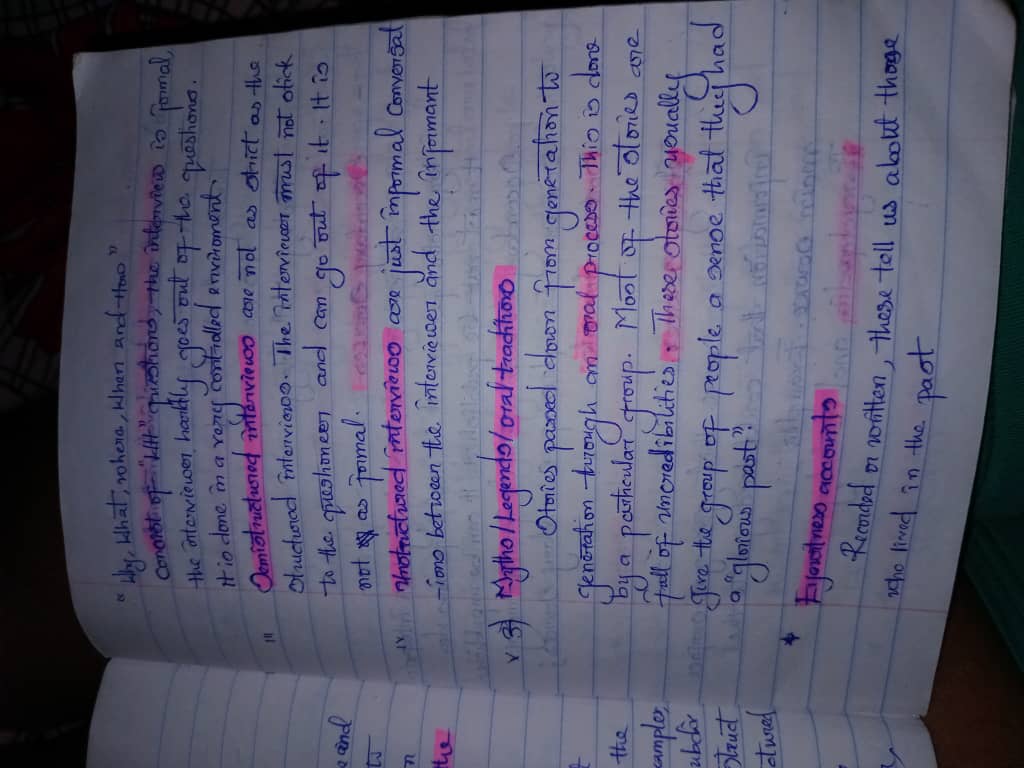 "Why, What, where, When and How"
Consist of "WH" questions, the interview is formal,
the interviewer hardly goes out of the questions.
It is done in a very controlled enviroment.
iii Semistructured interviews are not as strict as the
structured interviews. The interviewer must not stick
to the questioneer and can go out of it. It is
not as formal.
iv Unstructured interviews are just informal conversat
-ions between the interviewer and the informant
v 3) Myths/Legends/oral traditions
Stories passed down from generation to
generation through an oral process. This is done
by a particular group. Most of the stories are
full of uncredibilities. These stories usually
give the group of people a sense that they had
a "glorious past".
Eyewitness accounts
Recorded or written, these tell us about those
who lived in the past
e and
to
n
the
the
camples,
struct
ctured